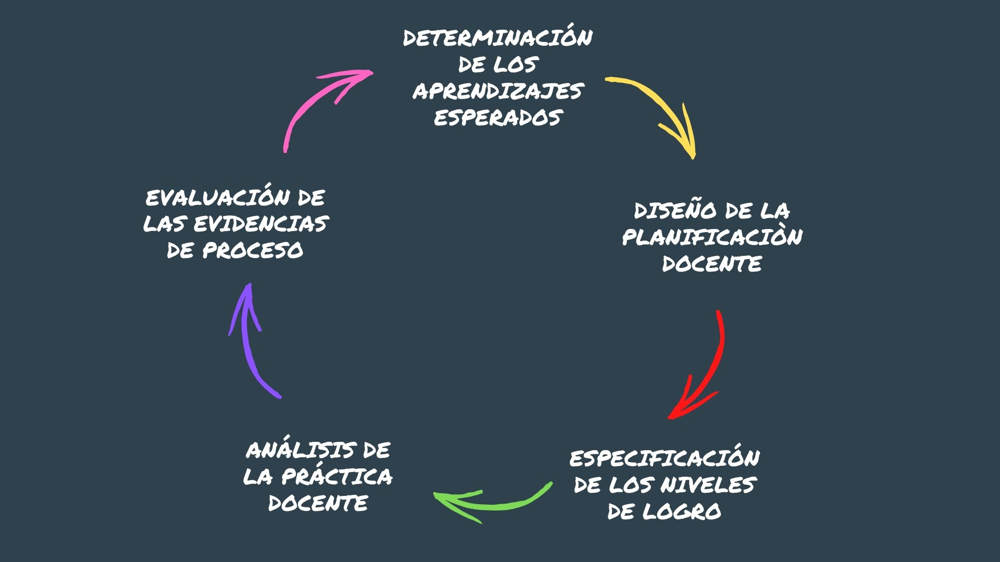 DETERMINACIÓN
DE LOS
APRENDIZAJES
ESPERADOS
DISEÑO DE LA
PLANIFICACIÒN
DOCENTE
ESPECIFICACIÓN
DE LOS NIVELES
DE LOGRO
ANÁLISIS DE
LA PRÁCTICA
DOCENTE
EVALUACIÓN DE
LAS EVIDENCIAS
DE PROCESO